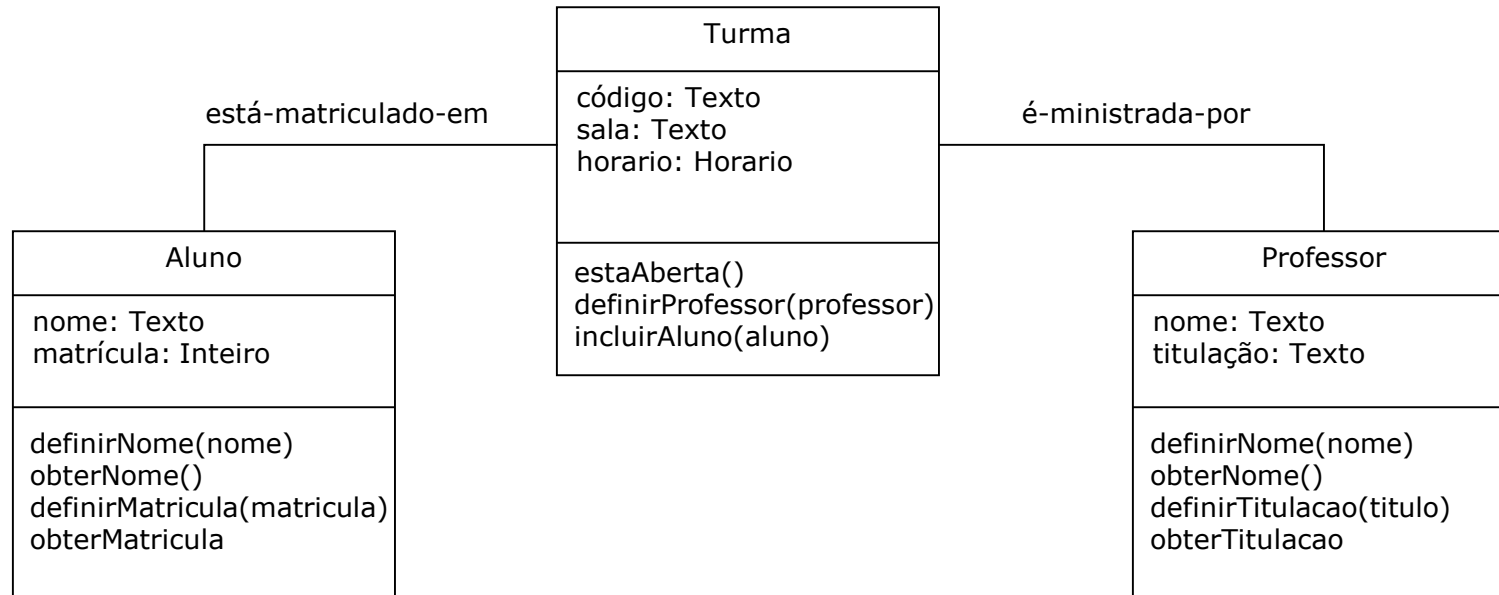 Turma
código: Texto
sala: Texto
horario: Horario
estaAberta()
definirProfessor(professor)
incluirAluno(aluno)
está-matriculado-em
é-ministrada-por
Aluno
nome: Texto
matrícula: Inteiro
definirNome(nome)
obterNome()
definirMatricula(matricula)
obterMatricula
Professor
nome: Texto
titulação: Texto
definirNome(nome)
obterNome()
definirTitulacao(titulo)
obterTitulacao